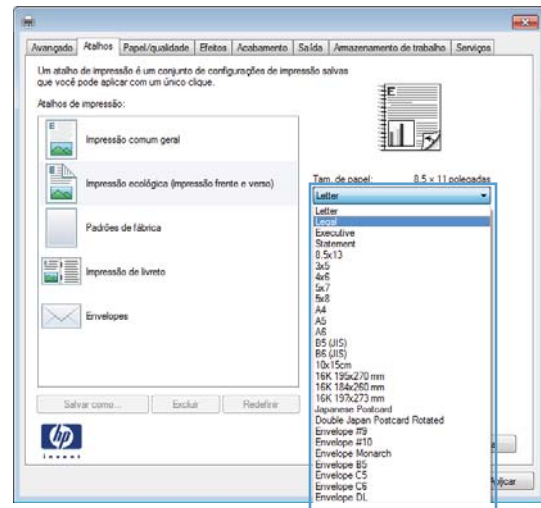 Avançado Atalhos Papel/qualidade Efeitos Acabamento Saída Armazenamento de trabalho Serviços
Um atalho de impressão é um conjunto de configurações de impressão salvas
que você pode aplicar com um único clique.
Atalhos de impressão:
E
Impressão comum geral
Impressão ecológica (impressão frente e verso)
Padrões de fábrica
Impressão de livreto
Envelopes
Salvar como... Excluir Redefinir
hp
invent
E
Tam. de papel: 8.5 × 11 polegadas
Letter
Letter
Legal
Executive
Statement
8.5x13
3x5
4x6
5x7
5x8
A4
A5
A6
B5 (JIS)
B6 (JIS)
10x15cm
16K 195x270 mm
16K 184x260 mm
16K 197x273 mm
Japanese Postcard
Double Japan Postcard Rotated
Envelope #9
Envelope #10
Envelope Monarch
Envelope B5
Envelope C5
Envelope C6
Envelope DL